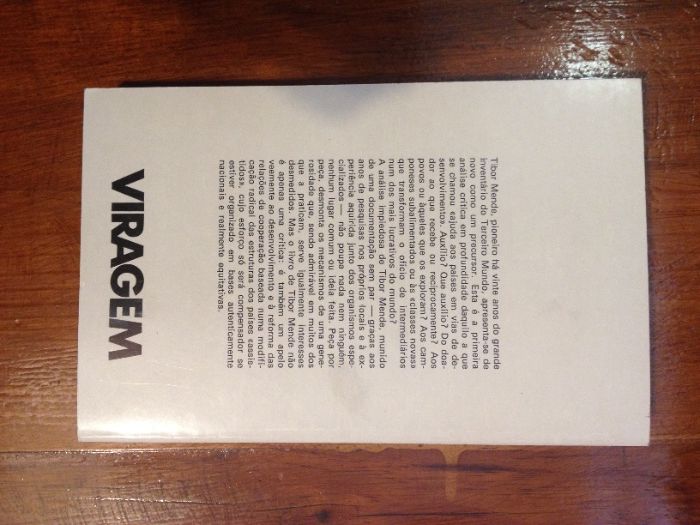 Tibor Mende, pioneiro há vinte anos do grande
inventário do Terceiro Mundo, apresenta-se de
novo como um precursor. Esta é a primeira
análise crítica em profundidade daquilo a que
se chamou «ajuda aos países em vias de de-
senvolvimento». Auxílio? Que auxílio? Do doa-
dor ao que recebe ou reciprocamente? Aos
povos ou àqueles que os exploram? Aos cam-
poneses subalimentados ou às «classes novas»
que transformam o ofício de intermediários
num dos mais lucrativos do mundo?
A análise impiedosa de Tibor Mende, munido
de uma documentação sem par — graças aos
anos de pesquisas nos próprios locais e à ex-
periência adquirida junto dos organismos espe-
cializados — não poupa nada nem ninguém,
nenhum lugar comum ou ideia feita. Peça por
peça, desmonta os mecanismos de uma gene-
rosidade que, sendo admirável em muitos dos
que a praticam, serve igualmente interesses
desmedidos. Mas o livro de Tibor Mende não
é apenas uma crítica: é também um apelo
veemente ao desenvolvimento e à reforma das
relações de cooperação baseada numa modifi-
cação radical das estruturas dos países «assis-
tidos», cujo esforço só será compensador se
estiver organizado em bases autenticamente
nacionais e realmente equitativas.
VIRAGEM